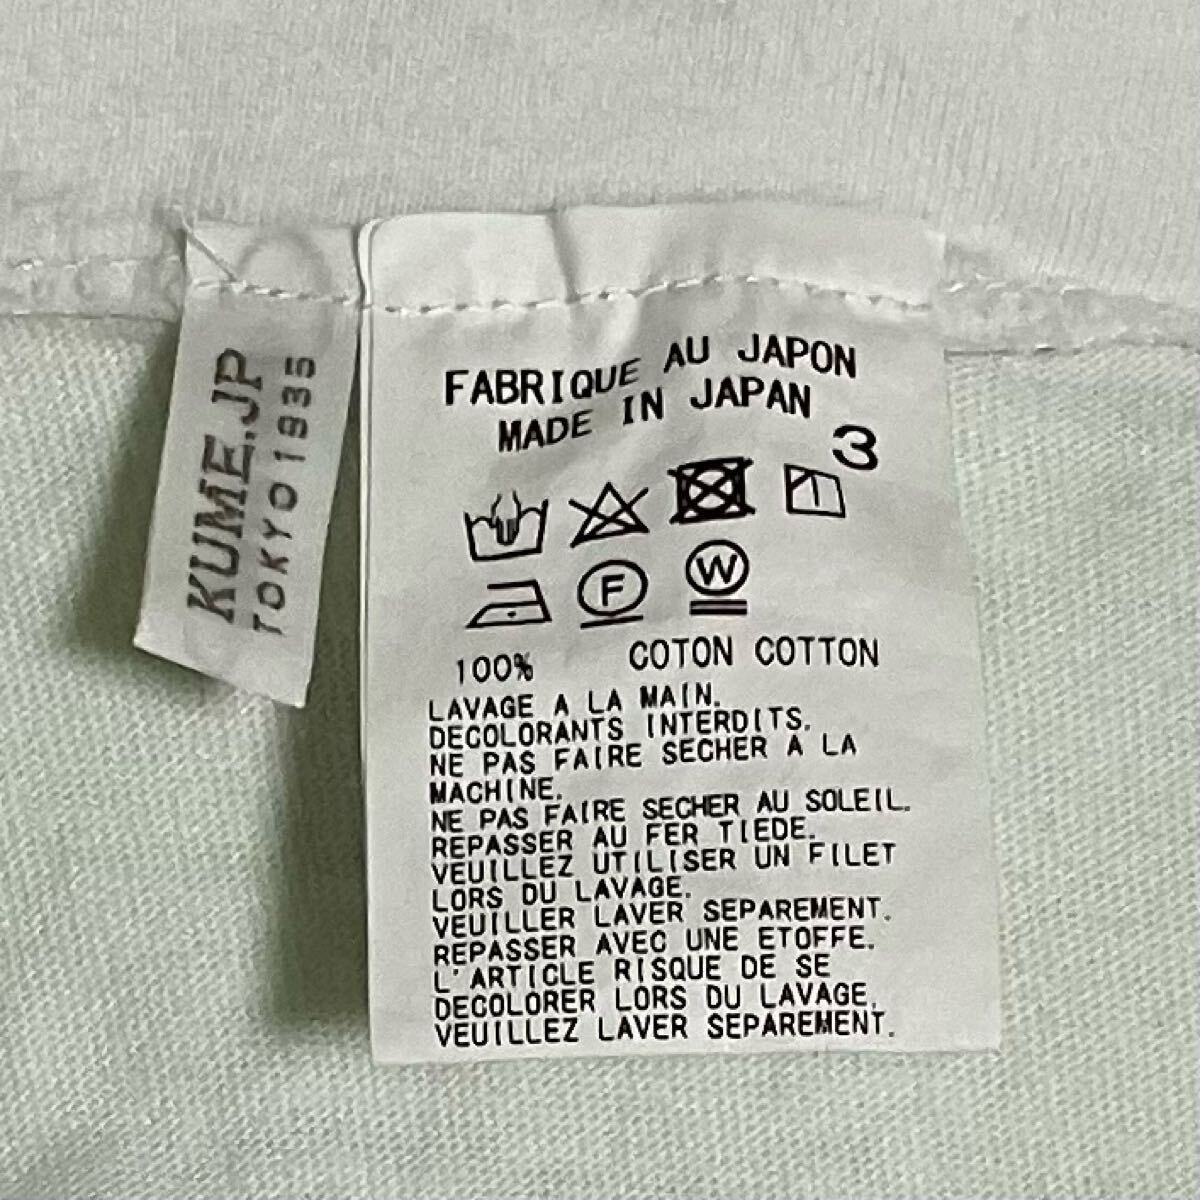 KUME.JP
TOKYO 1935
FABRIQUE AU JAPON
MADE IN JAPAN
3
F
W
100% COTON COTTON
LAVAGE A LA MAIN.
DECOLORANTS INTERDITS.
NE PAS FAIRE SECHER A LA
MACHINE.
NE PAS FAIRE SECHER AU SOLEIL.
REPASSER AU FER TIEDE.
VEUILLEZ UTILISER UN FILET
LORS DU LAVAGE.
VEUILLER LAVER SEPAREMENT.
REPASSER AVEC UNE ETOFFE.
L'ARTICLE RISQUE DE SE
DECOLORER LORS DU LAVAGE.
VEUILLEZ LAVER SEPAREMENT.